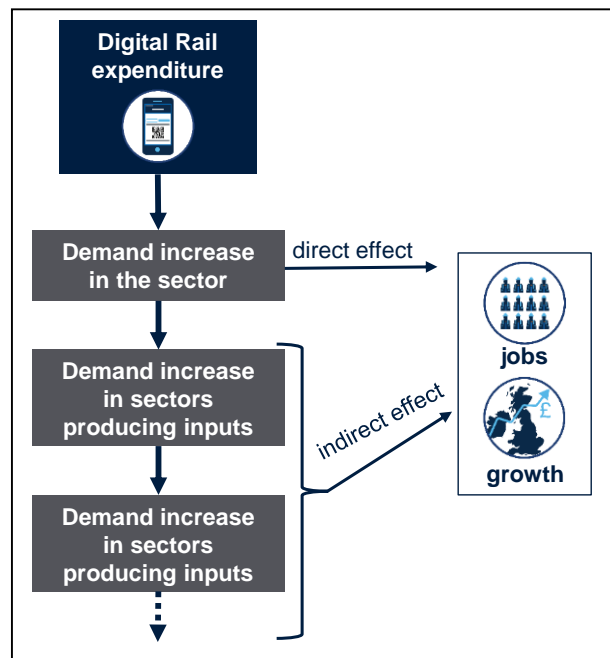 Digital Rail
expenditure
Demand increase
in the sector
direct effect
jobs
Demand increase
in sectors
producing inputs
indirect effect
£
growth
Demand increase
in sectors
producing inputs